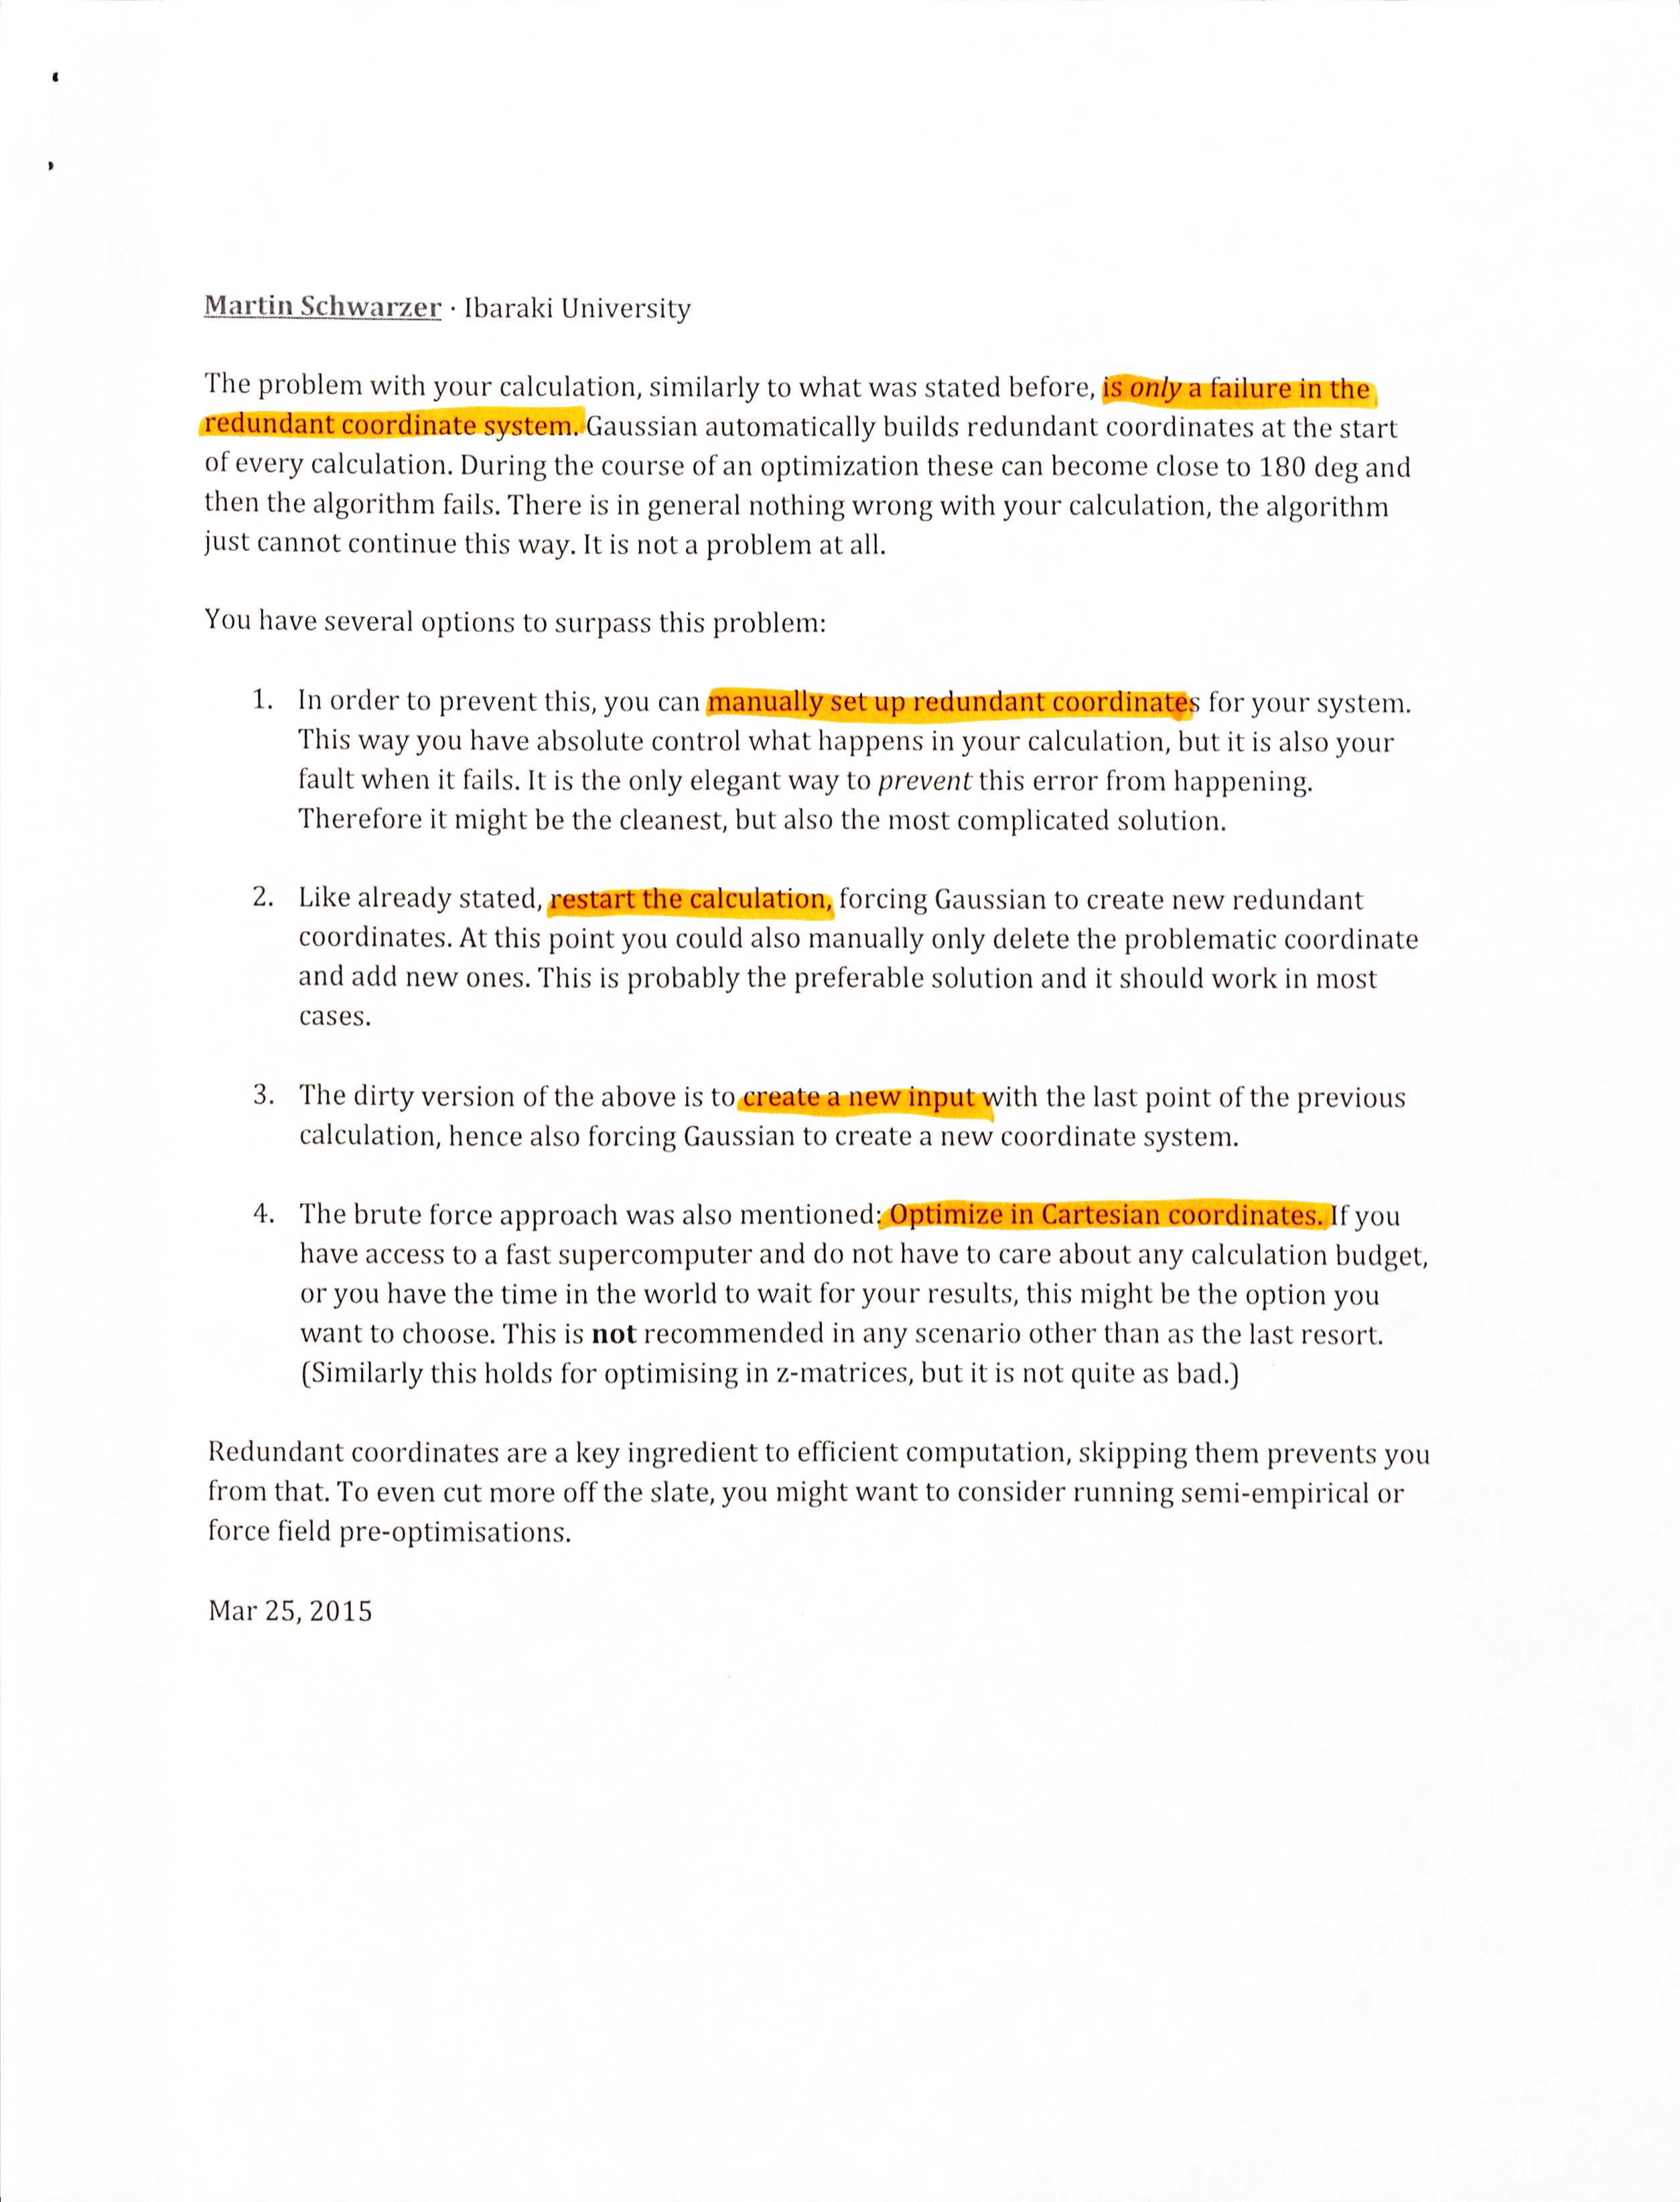 Martin Schwarzer · Ibaraki University
The problem with your calculation, similarly to what was stated before, is only a failure in the
redundant coordinate system. Gaussian automatically builds redundant coordinates at the start
of every calculation. During the course of an optimization these can become close to 180 deg and
then the algorithm fails. There is in general nothing wrong with your calculation, the algorithm
just cannot continue this way. It is not a problem at all.
You have several options to surpass this problem:
1. In order to prevent this, you can manually set up redundant coordinates for your system.
This way you have absolute control what happens in your calculation, but it is also your
fault when it fails. It is the only elegant way to prevent this error from happening.
Therefore it might be the cleanest, but also the most complicated solution.
2. Like already stated, restart the calculation, forcing Gaussian to create new redundant
coordinates. At this point you could also manually only delete the problematic coordinate
and add new ones. This is probably the preferable solution and it should work in most
cases.
3. The dirty version of the above is to create a new input with the last point of the previous
calculation, hence also forcing Gaussian to create a new coordinate system.
4. The brute force approach was also mentioned: Optimize in Cartesian coordinates. If you
have access to a fast supercomputer and do not have to care about any calculation budget,
or you have the time in the world to wait for your results, this might be the option you
want to choose. This is not recommended in any scenario other than as the last resort.
(Similarly this holds for optimising in z-matrices, but it is not quite as bad.)
Redundant coordinates are a key ingredient to efficient computation, skipping them prevents you
from that. To even cut more off the slate, you might want to consider running semi-empirical or
force field pre-optimisations.
Mar 25, 2015